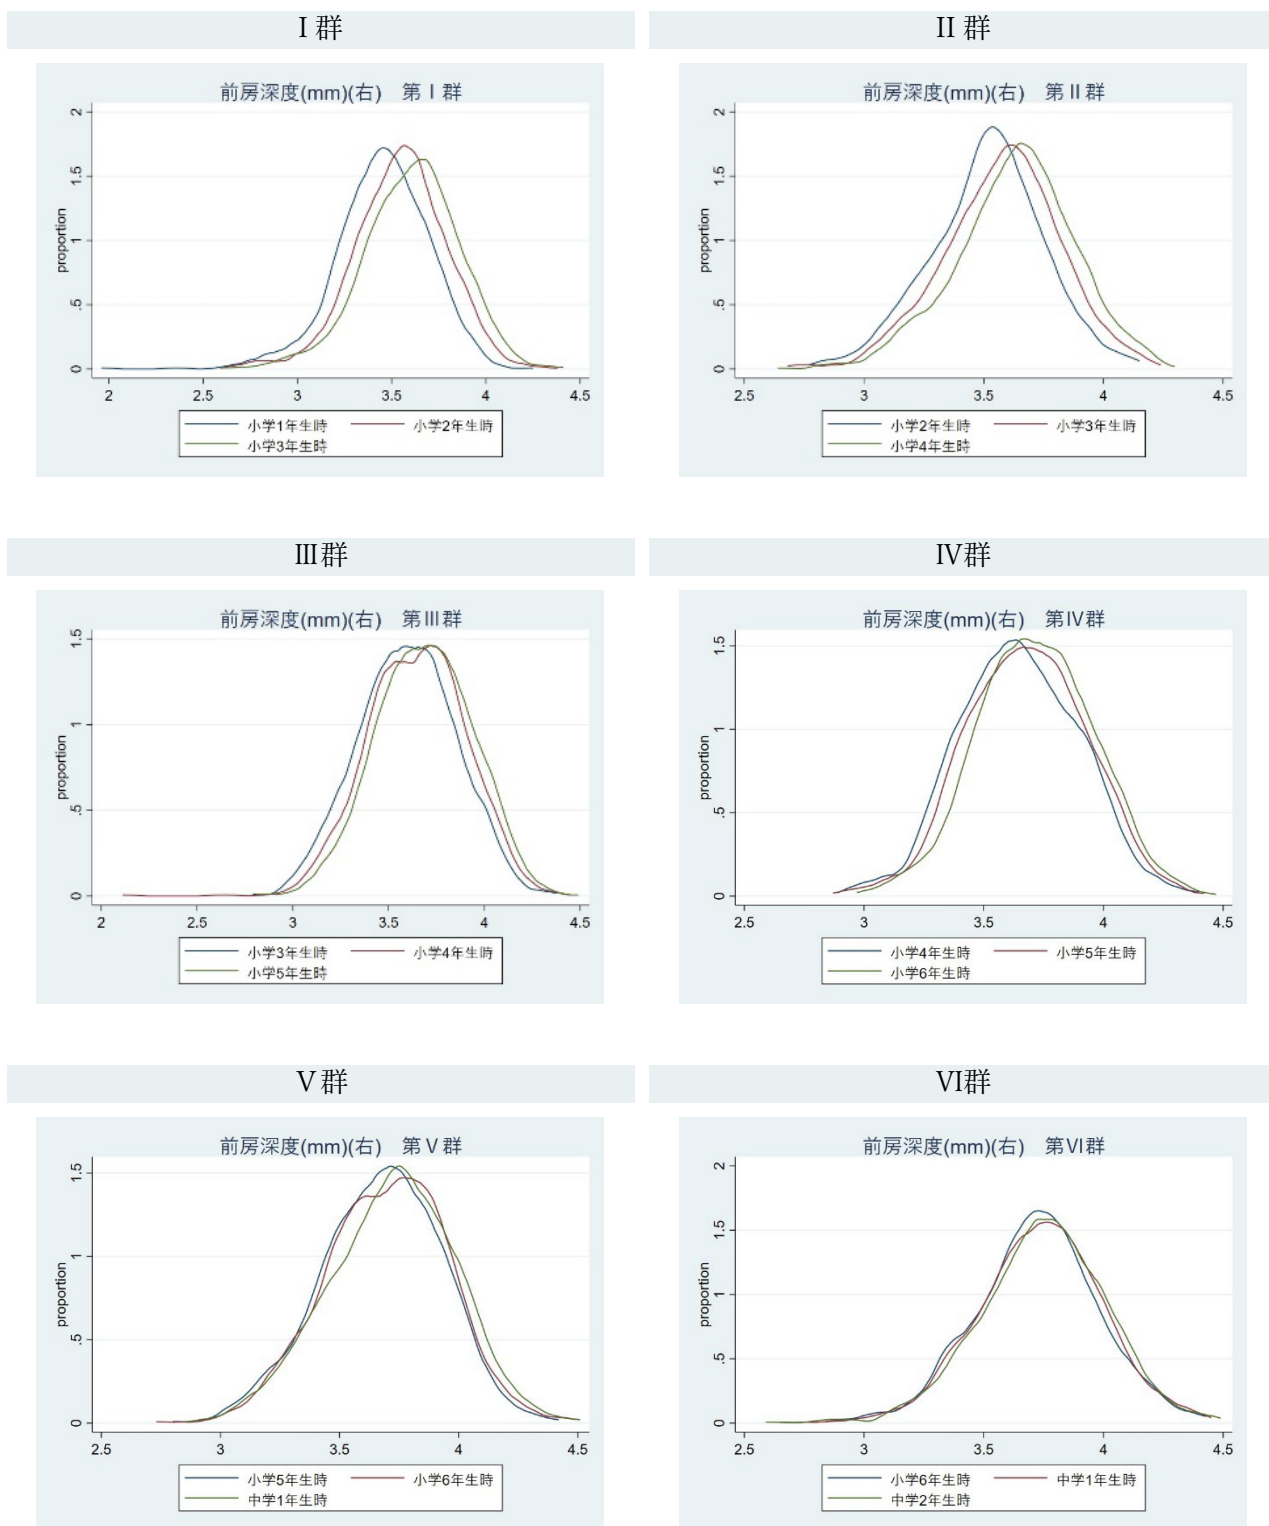 I 群
II 群
前房深度(mm)(右) 第Ⅰ群
proportion
2
1.5
1
.5
0
2 2.5 3 3.5 4 4.5
小学1年生時 小学2年生時
小学3年生時
前房深度(mm)(右) 第Ⅱ群
proportion
2
1.5
1
.5
0
2.5 3 3.5 4 4.5
小学2年生時 小学3年生時
小学4年生時
Ⅲ群
Ⅳ群
前房深度(mm)(右) 第Ⅲ群
proportion
1.5
1
.5
0
2 2.5 3 3.5 4 4.5
小学3年生時 小学4年生時
小学5年生時
前房深度(mm)(右) 第Ⅳ群
proportion
1.5
1
.5
0
2.5 3 3.5 4 4.5
小学4年生時 小学5年生時
小学6年生時
Ⅴ群
Ⅵ群
前房深度(mm)(右) 第Ⅴ群
proportion
1.5
1
.5
0
2.5 3 3.5 4 4.5
小学5年生時 小学6年生時
中学1年生時
前房深度(mm)(右) 第Ⅵ群
proportion
2
1.5
1
.5
0
2.5 3 3.5 4 4.5
小学6年生時 中学1年生時
中学2年生時